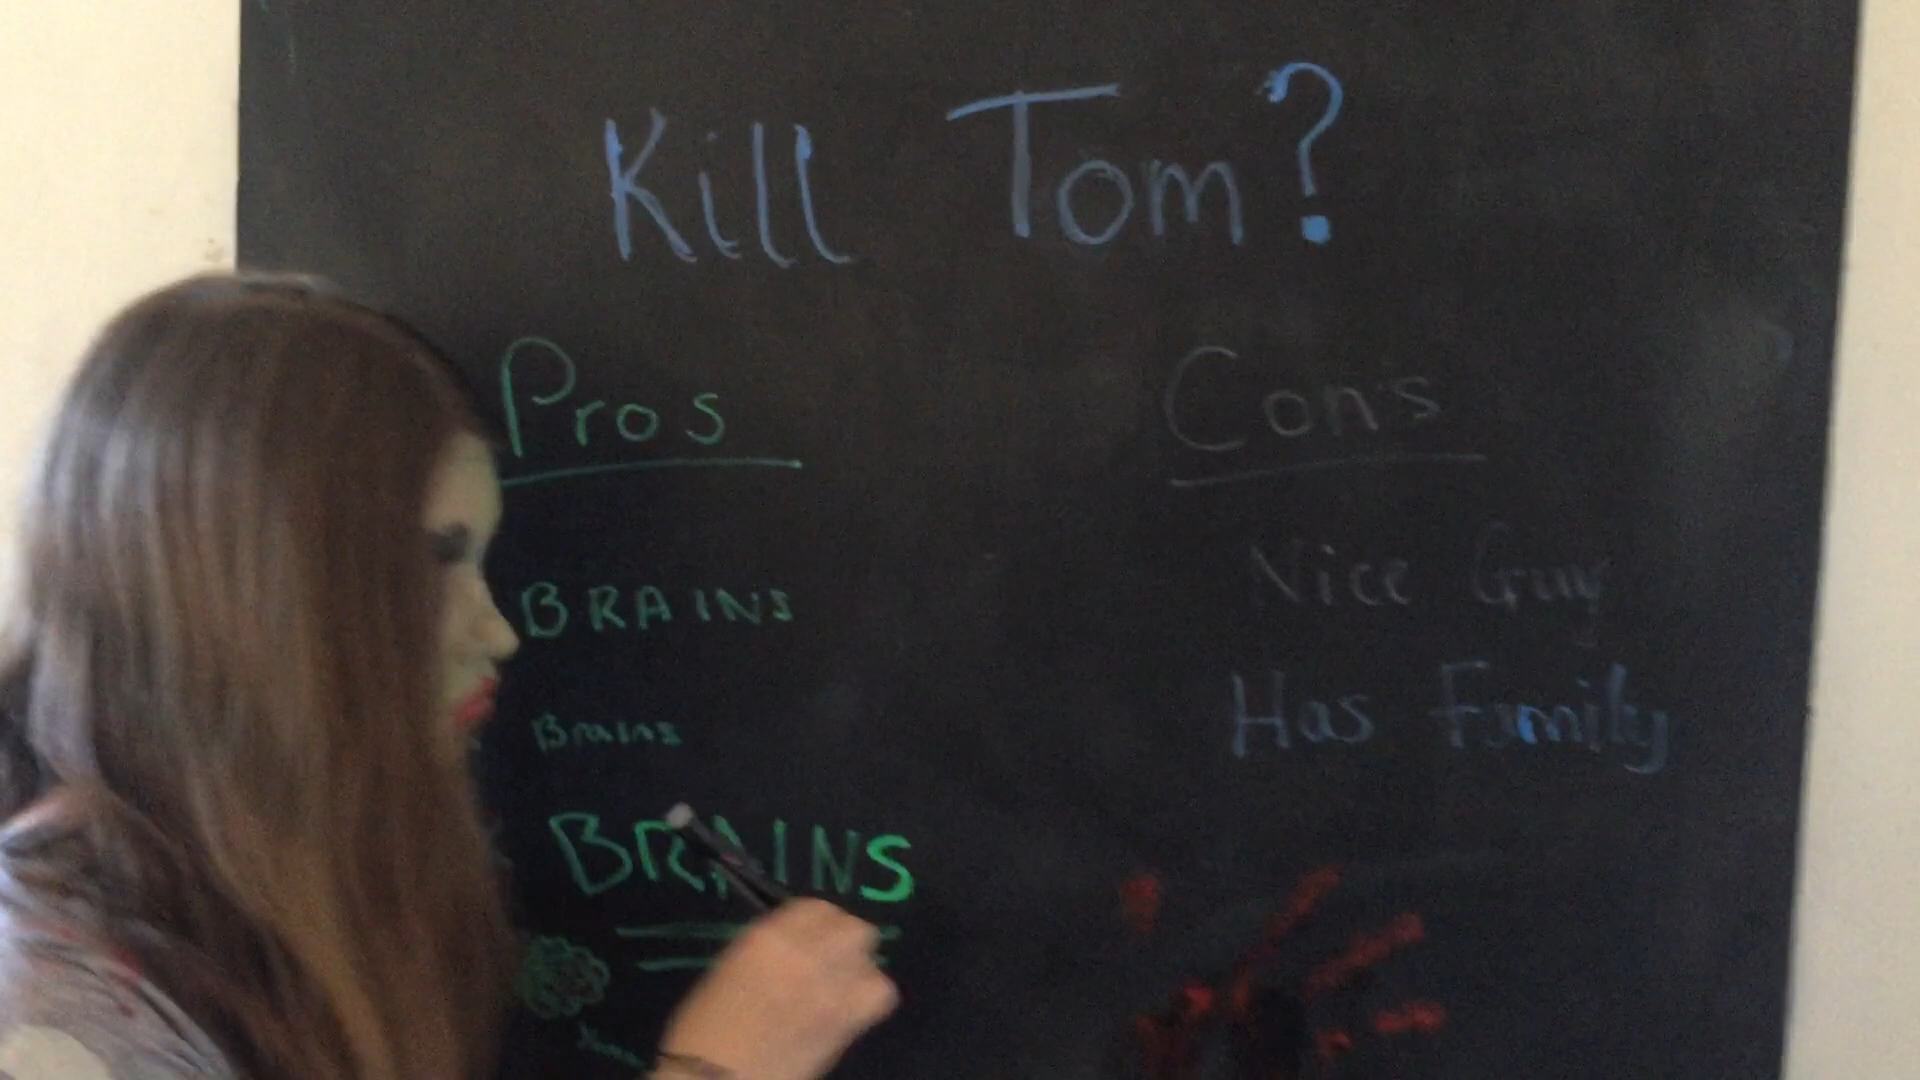 Kill Tom?
Pros
Cons
BRAINS
Brains
BRAINS
Nice Guy
Has Family